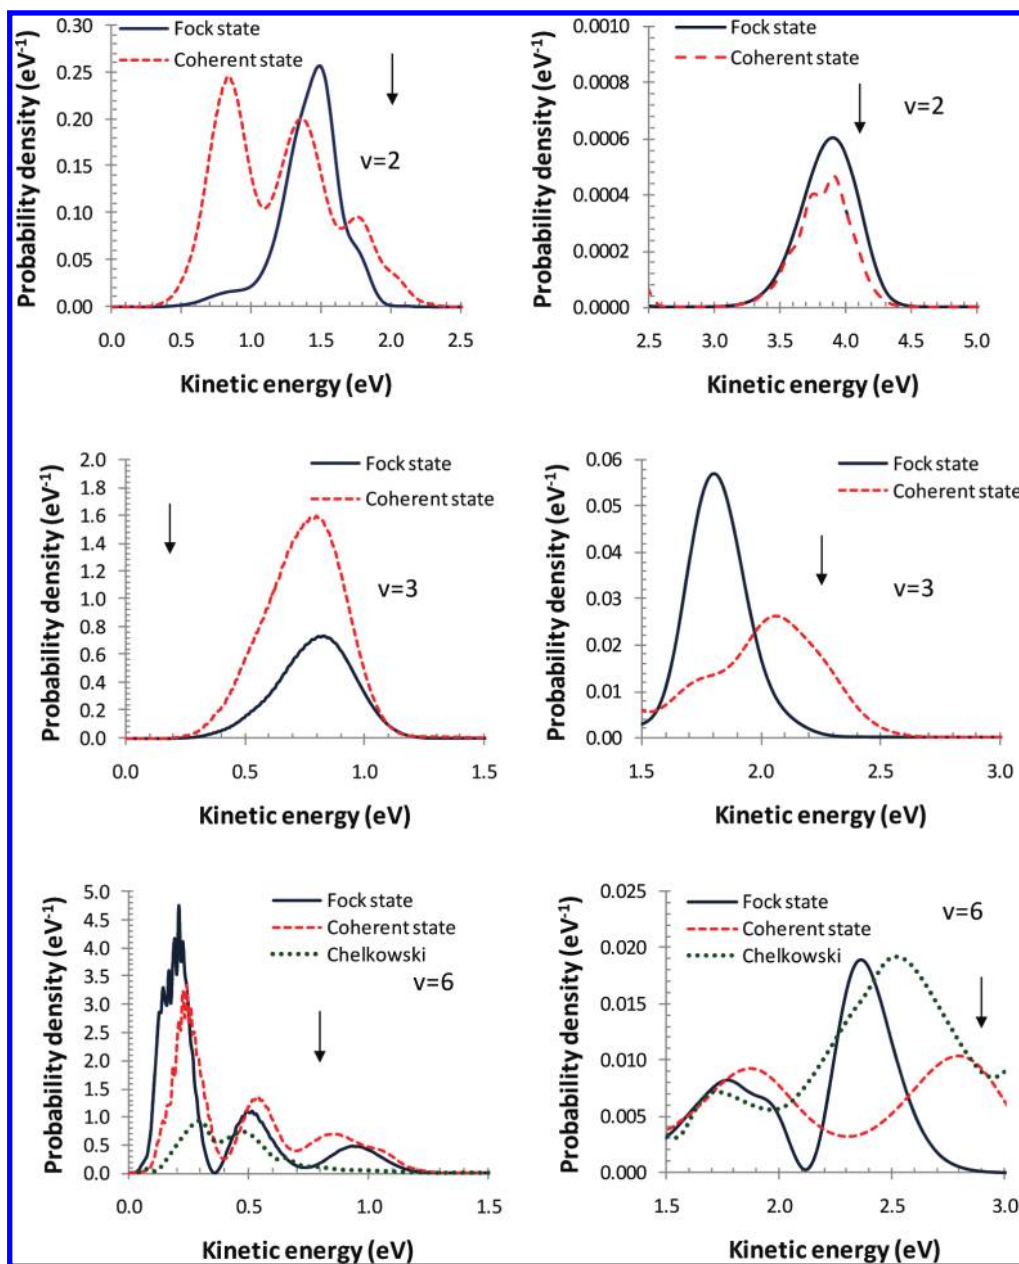 Probability density (eV-1)
0.30
0.25
0.20
0.15
0.10
0.05
0.00
Fock state
Coherent state
v=2
0.0 0.5 1.0 1.5 2.0 2.5
Kinetic energy (eV)
Probability density (eV-1)
0.0010
0.0008
0.0006
0.0004
0.0002
0.0000
Fock state
Coherent state
v=2
2.5 3.0 3.5 4.0 4.5 5.0
Kinetic energy (eV)
Probability density (eV-1)
2.0
1.8
1.6
1.4
1.2
1.0
0.8
0.6
0.4
0.2
0.0
Fock state
Coherent state
v=3
0.0 0.5 1.0 1.5
Kinetic energy (eV)
Probability density (eV-1)
0.06
0.05
0.04
0.03
0.02
0.01
0.00
Fock state
Coherent state
v=3
1.5 2.0 2.5 3.0
Kinetic energy (eV)
Probability density (eV-1)
5.0
4.5
4.0
3.5
3.0
2.5
2.0
1.5
1.0
0.5
0.0
Fock state
Coherent state
Chelkowski
v=6
0.0 0.5 1.0 1.5
Kinetic energy (eV)
Probability density (eV-1)
0.025
0.020
0.015
0.010
0.005
0.000
Fock state
Coherent state
Chelkowski
v=6
1.5 2.0 2.5 3.0
Kinetic energy (eV)